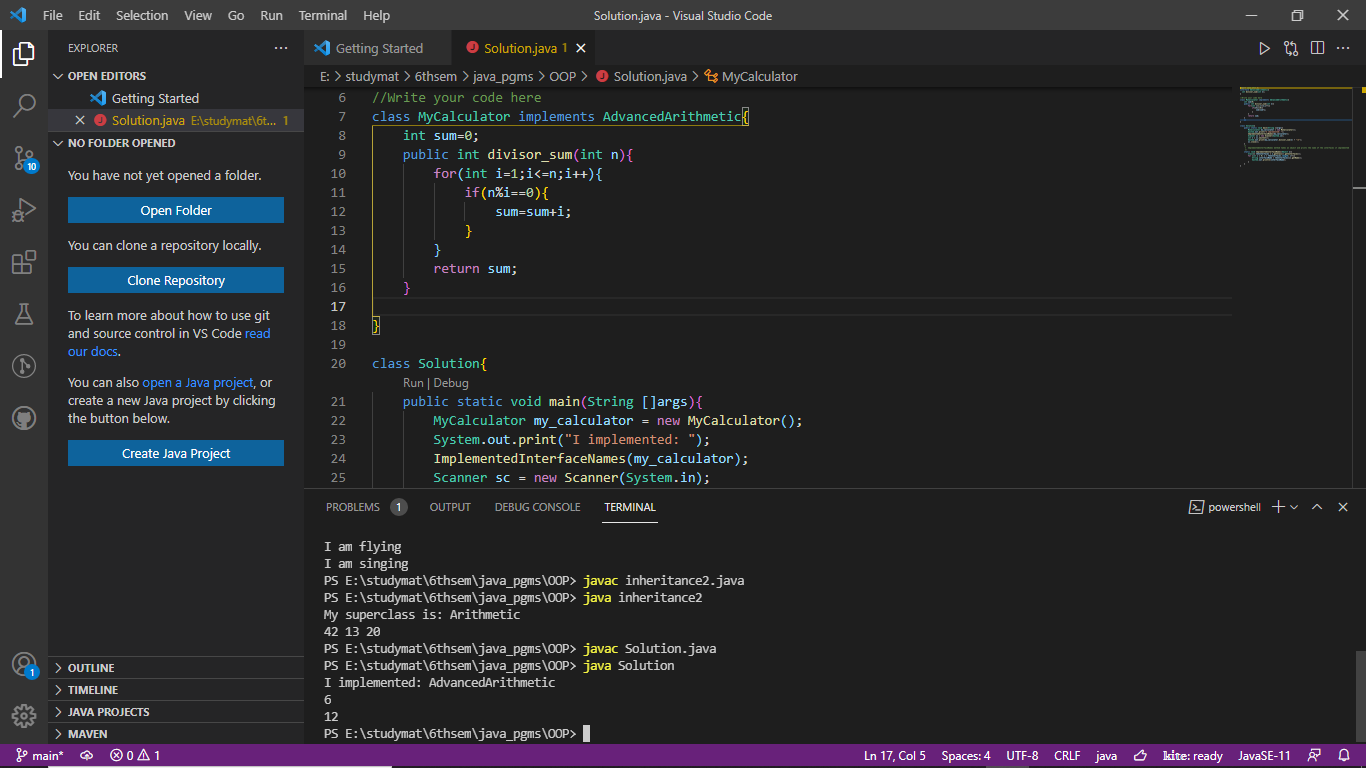 File Edit Selection View Go Run Terminal Help
Solution.java - Visual Studio Code
EXPLORER
OPEN EDITORS
Getting Started
Solution.java E:\studymat\6t... 1
NO FOLDER OPENED
You have not yet opened a folder.
Open Folder
You can clone a repository locally.
Clone Repository
To learn more about how to use git
and source control in VS Code read
our docs.
You can also open a Java project, or
create a new Java project by clicking
the button below.
Create Java Project
OUTLINE
TIMELINE
JAVA PROJECTS
MAVEN
10
1
Getting Started
Solution.java 1
E: > studymat > 6thsem > java_pgms > OOP > Solution.java > MyCalculator
6 //Write your code here
7 class MyCalculator implements AdvancedArithmetic{
8 int sum=0;
9 public int divisor_sum(int n){
10 for(int i=1;i<=n;i++){
11 if(n%i==0){
12 sum=sum+i;
13 }
14 }
15 return sum;
16 }
17
18 }
19
20 class Solution{
Run | Debug
21 public static void main(String []args){
22 MyCalculator my_calculator = new MyCalculator();
23 System.out.print("I implemented: ");
24 ImplementedInterfaceNames(my_calculator);
25 Scanner sc = new Scanner(System.in);
PROBLEMS 1 OUTPUT DEBUG CONSOLE TERMINAL
powershell
I am flying
I am singing
PS E:\studymat\6thsem\java_pgms\OOP> javac inheritance2.java
PS E:\studymat\6thsem\java_pgms\OOP> java inheritance2
My superclass is: Arithmetic
42 13 20
PS E:\studymat\6thsem\java_pgms\OOP> javac Solution.java
PS E:\studymat\6thsem\java_pgms\OOP> java Solution
I implemented: AdvancedArithmetic
6
12
PS E:\studymat\6thsem\java_pgms\OOP>
main* 0 1 Ln 17, Col 5 Spaces: 4 UTF-8 CRLF java kite: ready JavaSE-11